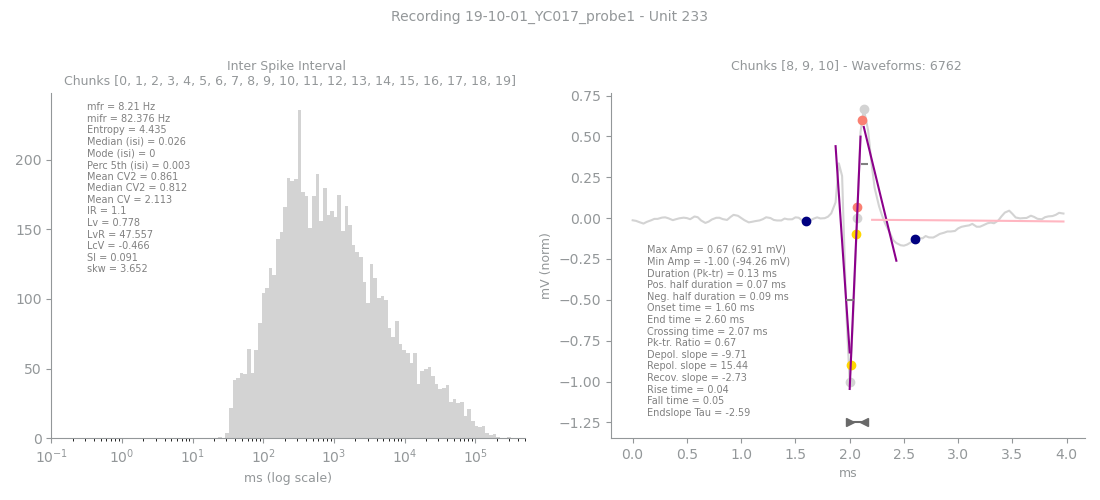 Recording 19-10-01_YC017_probe1 - Unit 233
Inter Spike Interval
Chunks [0, 1, 2, 3, 4, 5, 6, 7, 8, 9, 10, 11, 12, 13, 14, 15, 16, 17, 18, 19]
mfr = 8.21 Hz
mifr = 82.376 Hz
Entropy = 4.435
Median (isi) = 0.026
Mode (isi) = 0
Perc 5th (isi) = 0.003
Mean CV2 = 0.861
Median CV2 = 0.812
Mean CV = 2.113
IR = 1.1
Lv = 0.778
LvR = 47.557
LcV = -0.466
SI = 0.091
skw = 3.652
200
150
100
50
0
10⁻¹ 10⁰ 10¹ 10² 10³ 10⁴ 10⁵
ms (log scale)
Chunks [8, 9, 10] - Waveforms: 6762
mV (norm)
0.75
0.50
0.25
0.00
−0.25
−0.50
−0.75
−1.00
−1.25
Max Amp = 0.67 (62.91 mV)
Min Amp = -1.00 (-94.26 mV)
Duration (Pk-tr) = 0.13 ms
Pos. half duration = 0.07 ms
Neg. half duration = 0.09 ms
Onset time = 1.60 ms
End time = 2.60 ms
Crossing time = 2.07 ms
Pk-tr. Ratio = 0.67
Depol. slope = -9.71
Repol. slope = 15.44
Recov. slope = -2.73
Rise time = 0.04
Fall time = 0.05
Endslope Tau = -2.59
0.0 0.5 1.0 1.5 2.0 2.5 3.0 3.5 4.0
ms